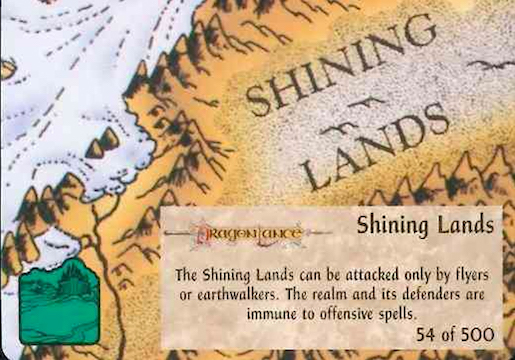 SHINING
LANDS
DRAGONLANCE
Shining Lands
The Shining Lands can be attacked only by flyers
or earthwalkers. The realm and its defenders are
immune to offensive spells.
54 of 500